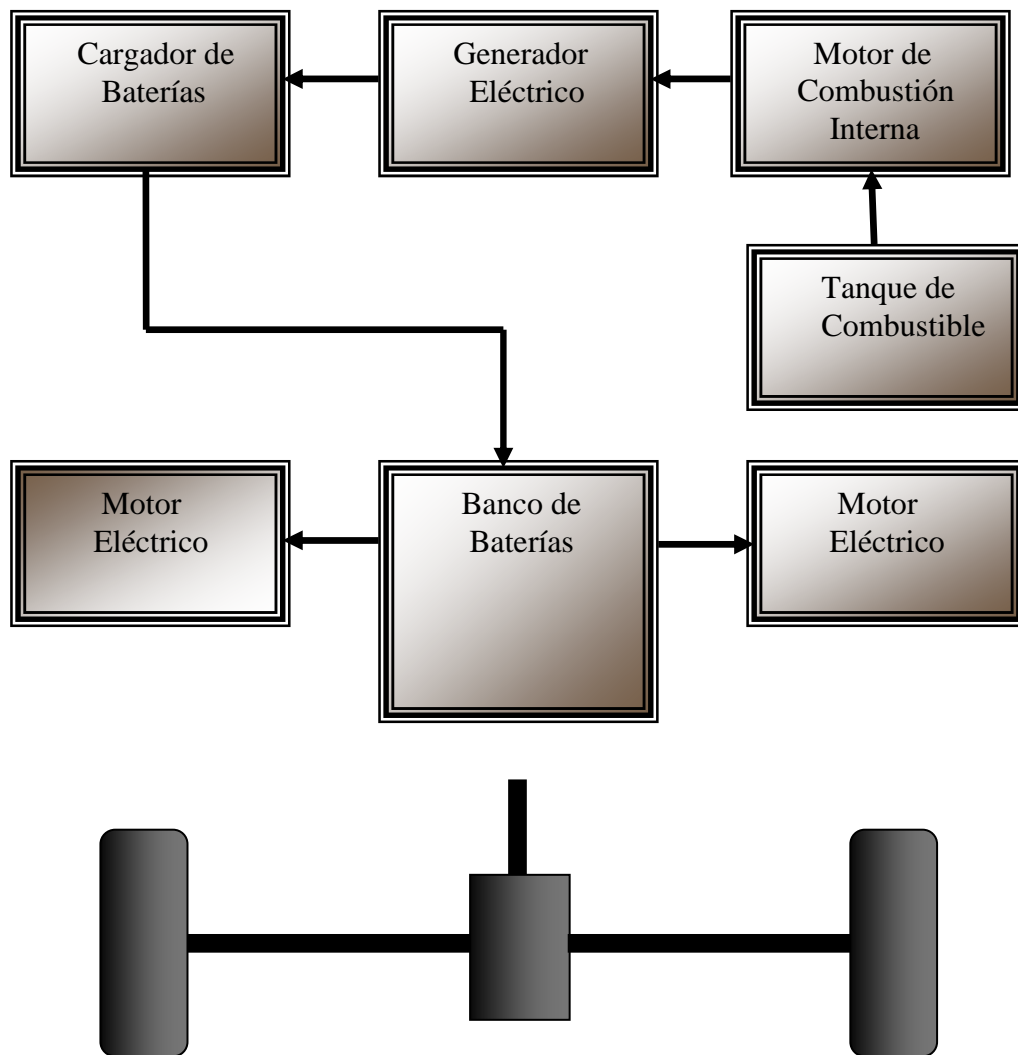 Cargador de
Baterías
Generador
Eléctrico
Motor de
Combustión
Interna
Tanque de
Combustible
Motor
Eléctrico
Banco de
Baterías
Motor
Eléctrico